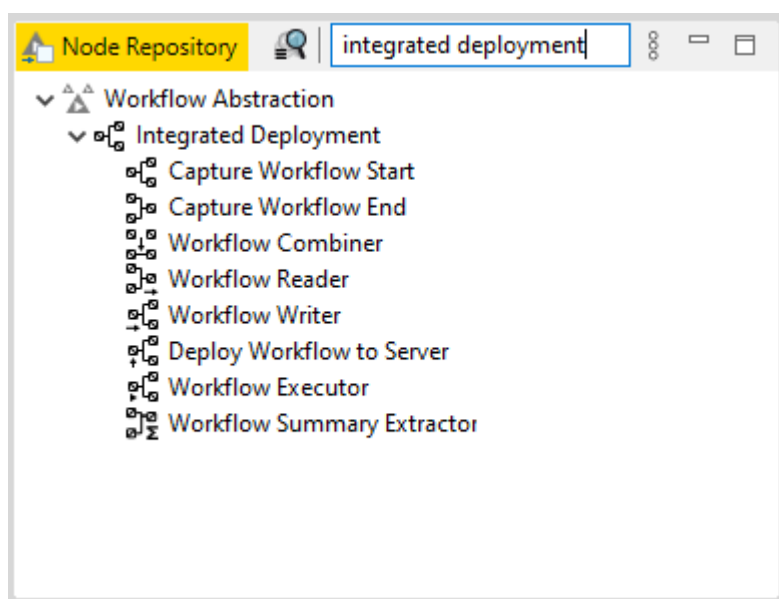 Node Repository integrated deployment
Workflow Abstraction
Integrated Deployment
Capture Workflow Start
Capture Workflow End
Workflow Combiner
Workflow Reader
Workflow Writer
Deploy Workflow to Server
Workflow Executor
Workflow Summary Extractor